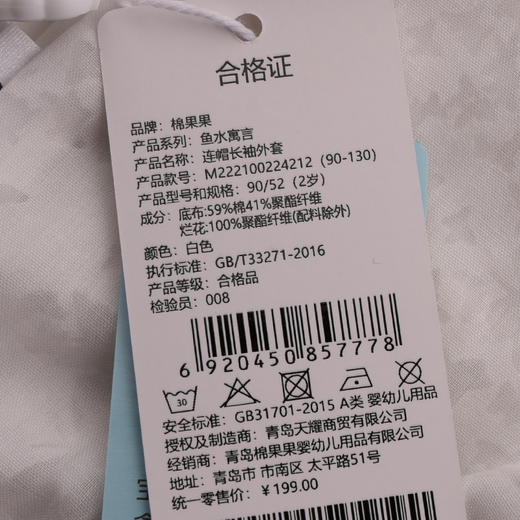 合格证
品牌：棉果果
产品系列：鱼水寓言
产品名称：连帽长袖外套
产品款号：M222100224212（90-130）
产品型号和规格：90/52（2岁）
成分：底布:59%棉41%聚酯纤维
烂花:100%聚酯纤维(配料除外)
颜色：白色
执行标准：GB/T33271-2016
产品等级：合格品
检验员：008
6920450857778
30
安全标准：GB31701-2015 A类 婴幼儿用品
授权及制造商：青岛天耀商贸有限公司
经销商：青岛棉果果婴幼儿用品有限公司
地址：青岛市 市南区 太平路51号
统一零售价：￥199.00